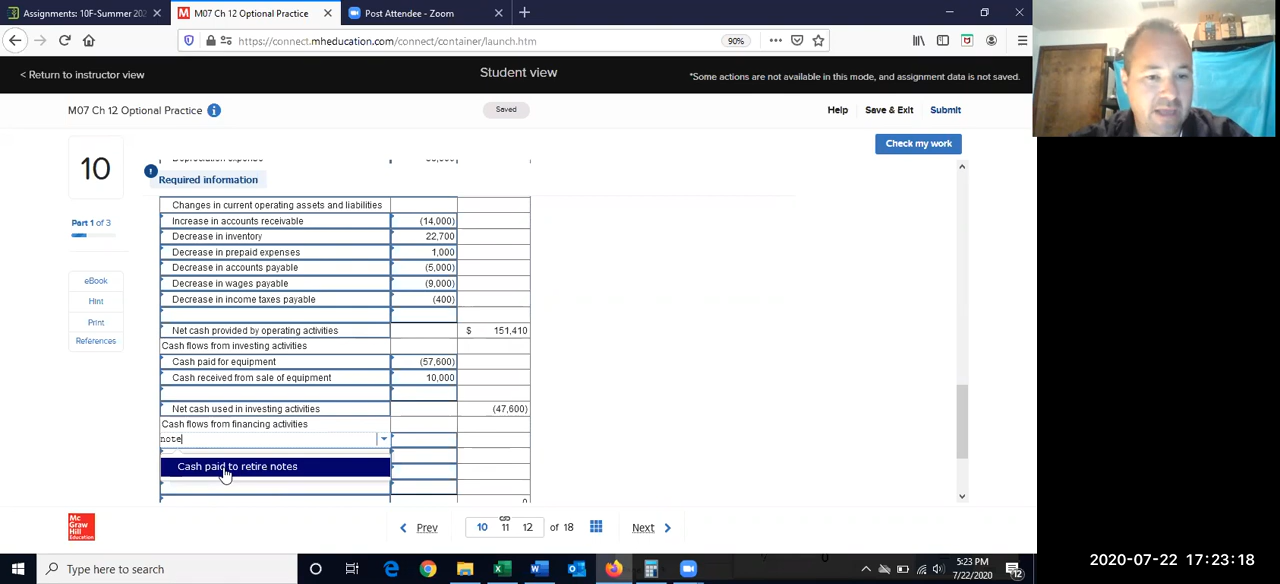 Assignments: 10F-Summer 202
M07 Ch 12 Optional Practice
Post Attendee - Zoom
https://connect.mheducation.com/connect/container/launch.htm
90%
< Return to instructor view
Student view
*Some actions are not available in this mode, and assignment data is not saved.
M07 Ch 12 Optional Practice
Saved
Help
Save & Exit
Submit
Check my work
10
Part 1 of 3
eBook
Hint
Print
References
Required information
Changes in current operating assets and liabilities
Increase in accounts receivable (14,000)
Decrease in inventory 22,700
Decrease in prepaid expenses 1,000
Decrease in accounts payable (5,000)
Decrease in wages payable (9,000)
Decrease in income taxes payable (400)
Net cash provided by operating activities $ 151,410
Cash flows from investing activities
Cash paid for equipment (57,600)
Cash received from sale of equipment 10,000
Net cash used in investing activities (47,600)
Cash flows from financing activities
note
Cash paid to retire notes
Mc Graw Hill Education
Prev 10 11 12 of 18 Next
Type here to search
5:23 PM
7/22/2020
12
2020-07-22 17:23:18